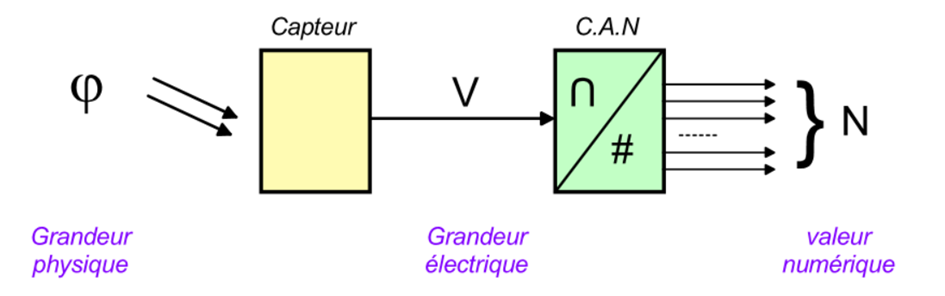 Capteur
C.A.N
φ
V
∩
#
------
} N
Grandeur
physique
Grandeur
électrique
valeur
numérique